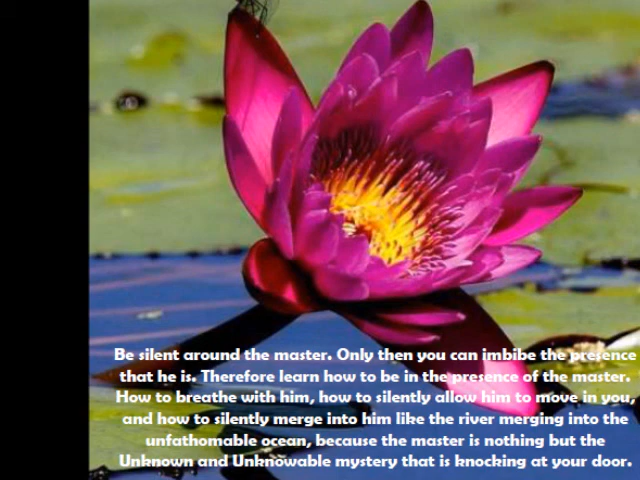 Be silent around the master. Only then you can imbibe the presence
that he is. Therefore learn how to be in the presence of the master.
How to breathe with him, how to silently allow him to move in you,
and how to silently merge into him like the river merging into the
unfathomable ocean, because the master is nothing but the
Unknown and Unknowable mystery that is knocking at your door.